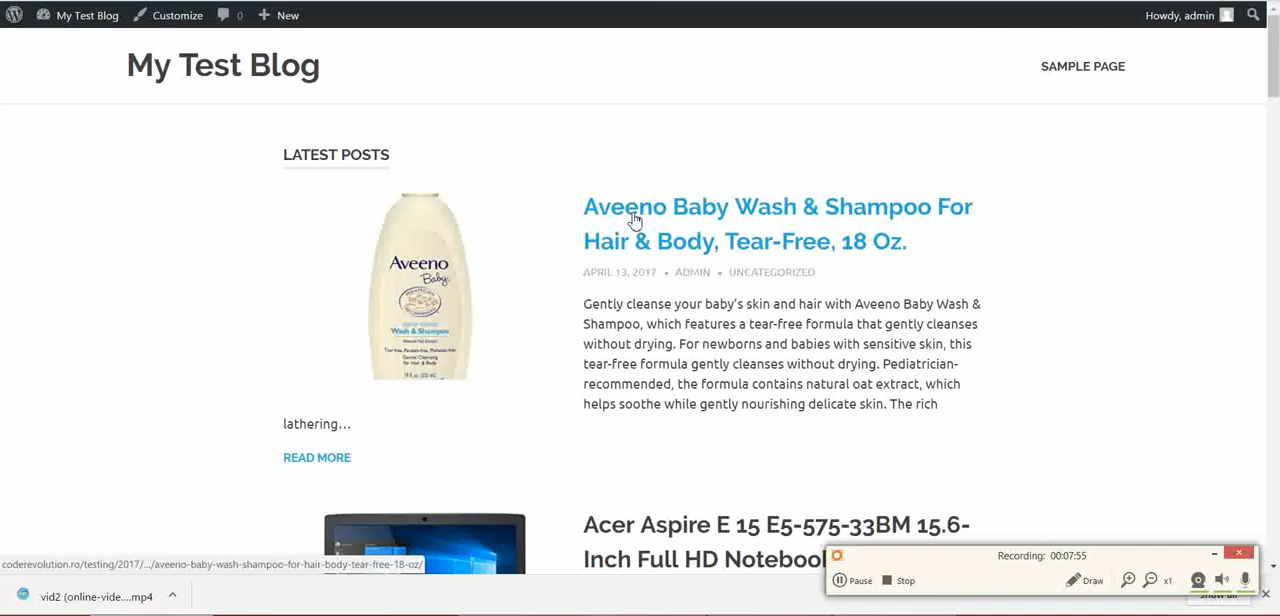 My Test Blog
Customize
0
New
Howdy, admin
My Test Blog
SAMPLE PAGE
LATEST POSTS
Aveeno
Baby
Wash & Shampoo
Aveeno Baby Wash & Shampoo For
Hair & Body, Tear-Free, 18 Oz.
APRIL 13, 2017 • ADMIN • UNCATEGORIZED
Gently cleanse your baby’s skin and hair with Aveeno Baby Wash &
Shampoo, which features a tear-free formula that gently cleanses
without drying. For newborns and babies with sensitive skin, this
tear-free formula gently cleanses without drying. Pediatrician-
recommended, the formula contains natural oat extract, which
helps soothe while gently nourishing delicate skin. The rich
lathering…
READ MORE
Acer Aspire E 15 E5-575-33BM 15.6-
Inch Full HD Notebook
Recording: 00:07:55
Pause
Stop
Draw
x1
coderevolution.ro/testing/2017/.../aveeno-baby-wash-shampoo-for-hair-body-tear-free-18-oz/
vid2 (online-vide....mp4
Show all